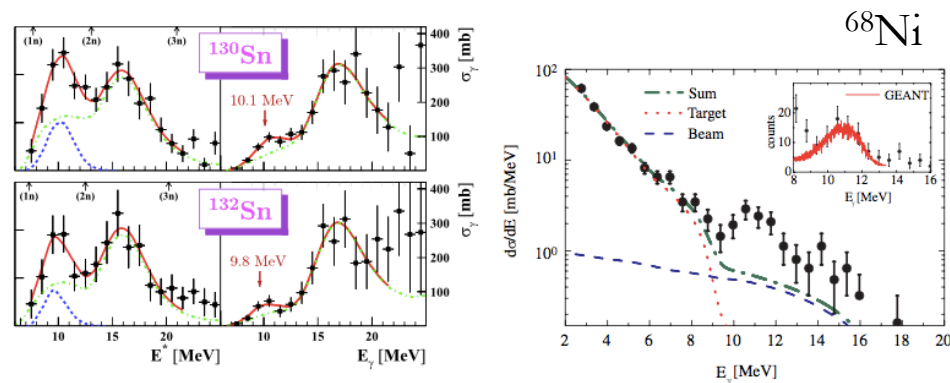 (1n) (2n) (3n)
130Sn
10.1 MeV
400
300
200
100
σγ [mb]
(1n) (2n) (3n)
132Sn
9.8 MeV
400
300
200
100
σγ [mb]
10 15 20 10 15 20
E* [MeV] Eγ [MeV]
68Ni
10²
10¹
10⁰
dσ/dE [mb/MeV]
Sum
Target
Beam
GEANT
20
10
0
counts
8 10 12 14 16
E [MeV]
2 4 6 8 10 12 14 16 18 20
Eγ [MeV]